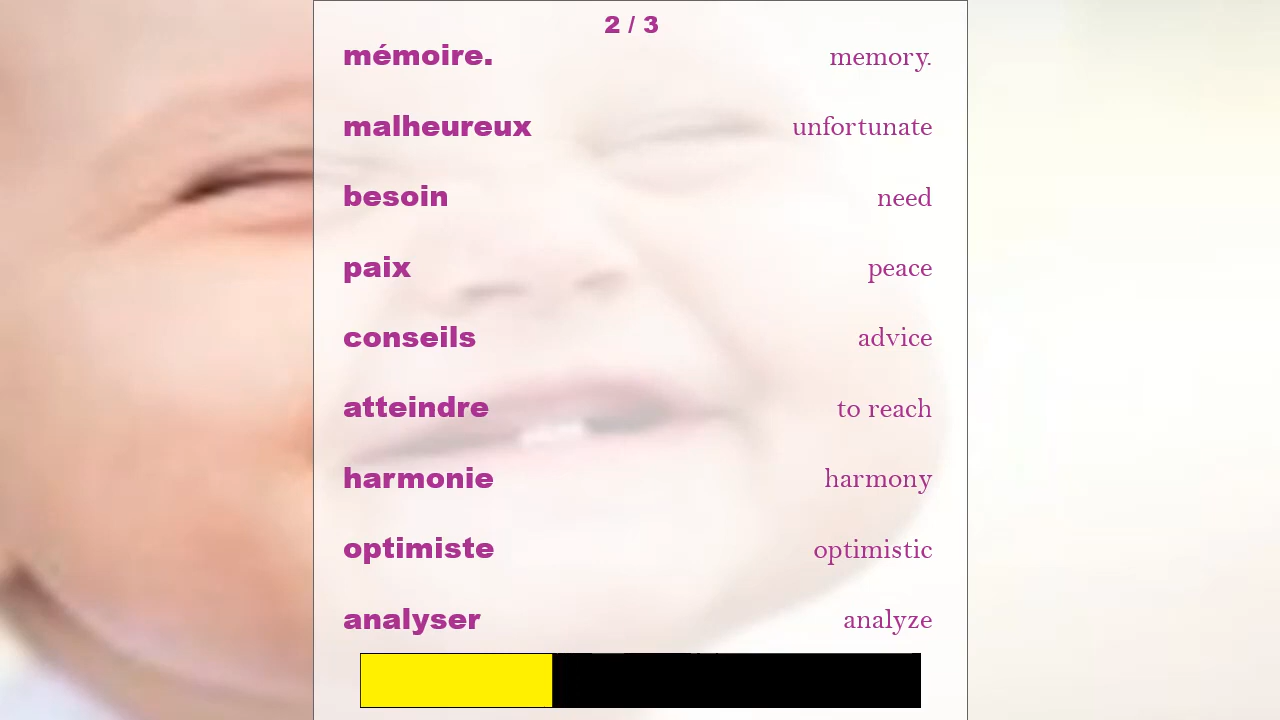 2 / 3
mémoire. memory.
malheureux unfortunate
besoin need
paix peace
conseils advice
atteindre to reach
harmonie harmony
optimiste optimistic
analyser analyze